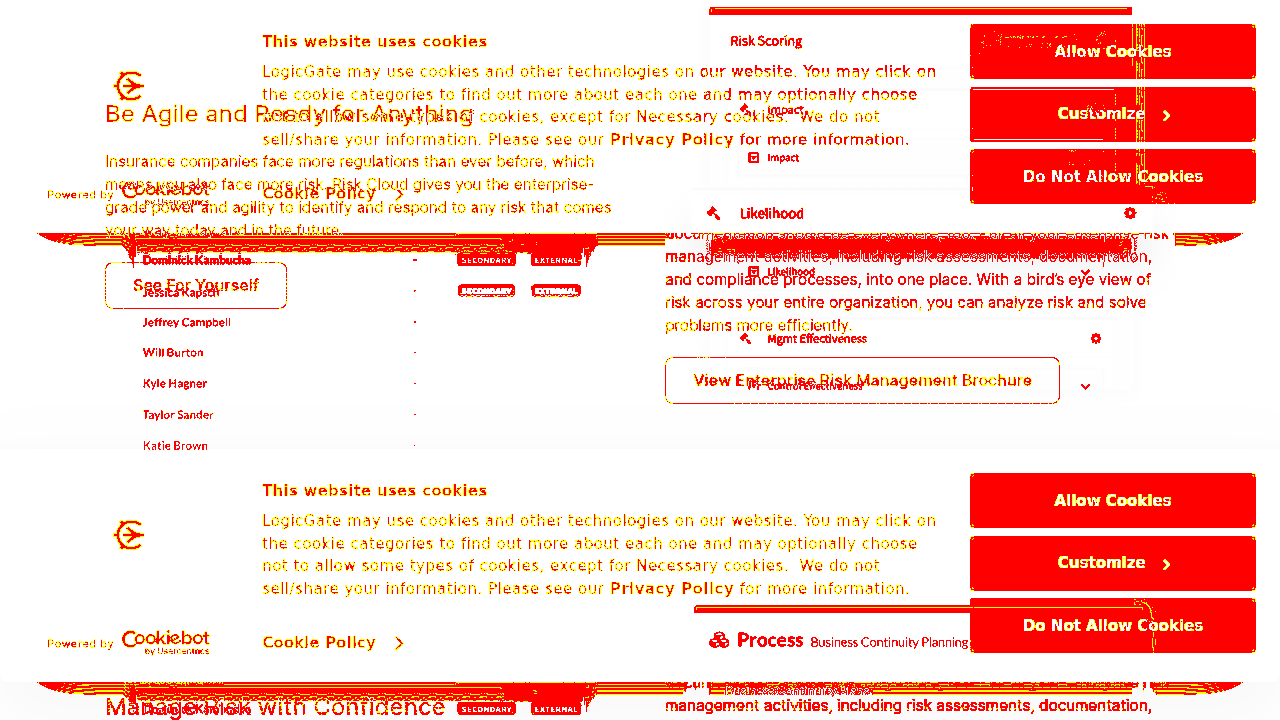 Risk Scoring
This website uses cookies
Allow Cookies
LogicGate may use cookies and other technologies on our website. You may click on
the cookie categories to find out more about each one and may optionally choose
Be Agile and Ready for Anything
cookies, except for Necessary cookies. We do not
Impact
Customize
sell/share your information. Please see our Privacy Policy for more information.
Impact
Insurance companies face more regulations than ever before, which
Do Not Allow Cookies
means you also face more risk. Risk Cloud gives you the enterprise-
Powered by Cookiebot
by Usercentrics
Cookie Policy
grade power and agility to identify and respond to any risk that comes
Likelihood
your way today and in the future.
Dominick Kambucha - SECONDARY EXTERNAL
management activities, including risk assessments, documentation,
Likelihood
See For Yourself
and compliance processes, into one place. With a bird's eye view of
Jessica Kapsch - SECONDARY EXTERNAL
risk across your entire organization, you can analyze risk and solve
Jeffrey Campbell -
problems more efficiently.
Mgmt Effectiveness
Will Burton -
View Enterprise Risk Management Brochure
Control Effectiveness
Kyle Hagner -
Taylor Sander -
Katie Brown -
This website uses cookies
Allow Cookies
LogicGate may use cookies and other technologies on our website. You may click on
the cookie categories to find out more about each one and may optionally choose
not to allow some types of cookies, except for Necessary cookies. We do not
Customize
sell/share your information. Please see our Privacy Policy for more information.
Do Not Allow Cookies
Powered by Cookiebot
by Usercentrics
Cookie Policy
Process Business Continuity Planning
Manage Risk with Confidence
SECONDARY EXTERNAL
management activities, including risk assessments, documentation,